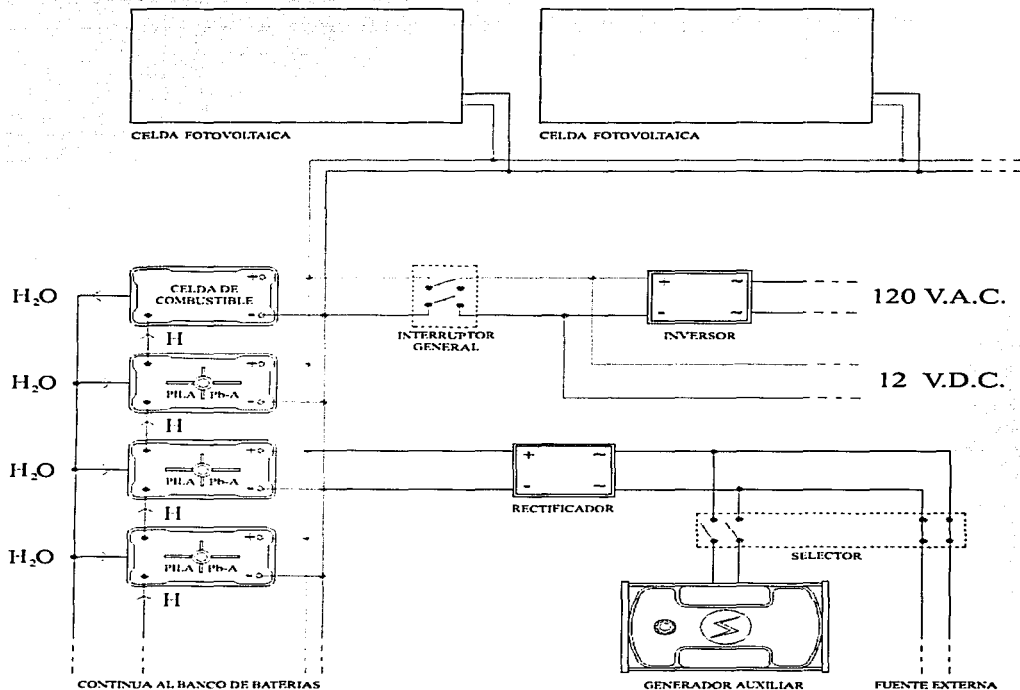 CELDA FOTOVOLTAICA
CELDA FOTOVOLTAICA
H₂O
CELDA DE
COMBUSTIBLE
+
-
H
INTERRUPTOR
GENERAL
+
-
~
~
INVERSOR
120 V.A.C.
12 V.D.C.
H₂O
PILA Pb-A
+
-
H
H₂O
PILA Pb-A
+
-
H
+
-
~
~
RECTIFICADOR
SELECTOR
H₂O
PILA Pb-A
+
-
H
CONTINUA AL BANCO DE BATERIAS
GENERADOR AUXILIAR
FUENTE EXTERNA